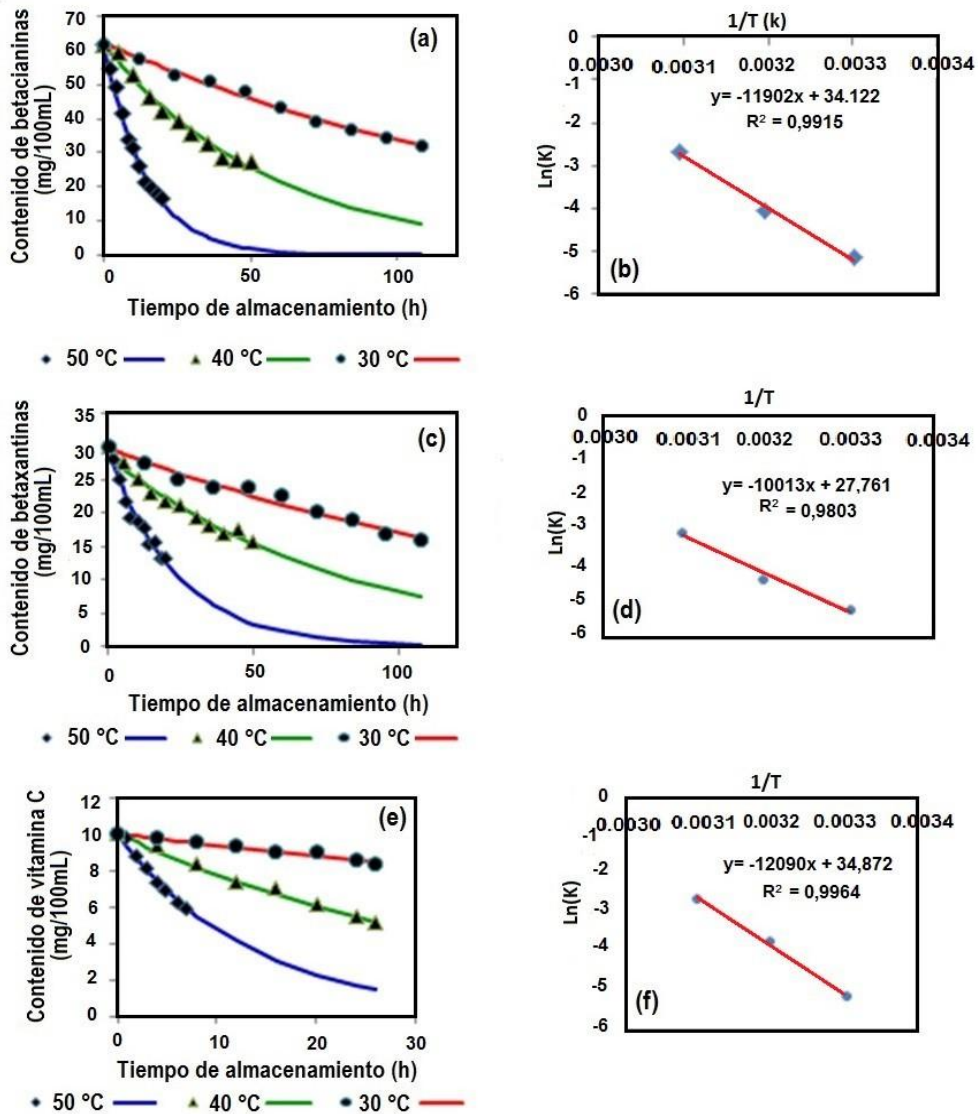 Contenido de betacianinas
(mg/100mL)
70
60
50
40
30
20
10
0
(a)
0
50
100
Tiempo de almacenamiento (h)
50 °C
40 °C
30 °C
1/T (k)
0
0.0030
0.0031
0.0032
0.0033
0.0034
-1
-2
-3
-4
-5
-6
Ln(K)
y= -11902x + 34.122
R² = 0,9915
(b)
Contenido de betaxantinas
(mg/100mL)
35
30
25
20
15
10
5
0
(c)
0
50
100
Tiempo de almacenamiento (h)
50 °C
40 °C
30 °C
1/T
0
0.0030
0.0031
0.0032
0.0033
0.0034
-1
-2
-3
-4
-5
-6
Ln(K)
y= -10013x + 27,761
R² = 0,9803
(d)
Contenido de vitamina C
(mg/100mL)
12
10
8
6
4
2
0
(e)
0
10
20
30
Tiempo de almacenamiento (h)
50 °C
40 °C
30 °C
1/T
0
0.0030
0.0031
0.0032
0.0033
0.0034
-1
-2
-3
-4
-5
-6
Ln(K)
y= -12090x + 34,872
R² = 0,9964
(f)